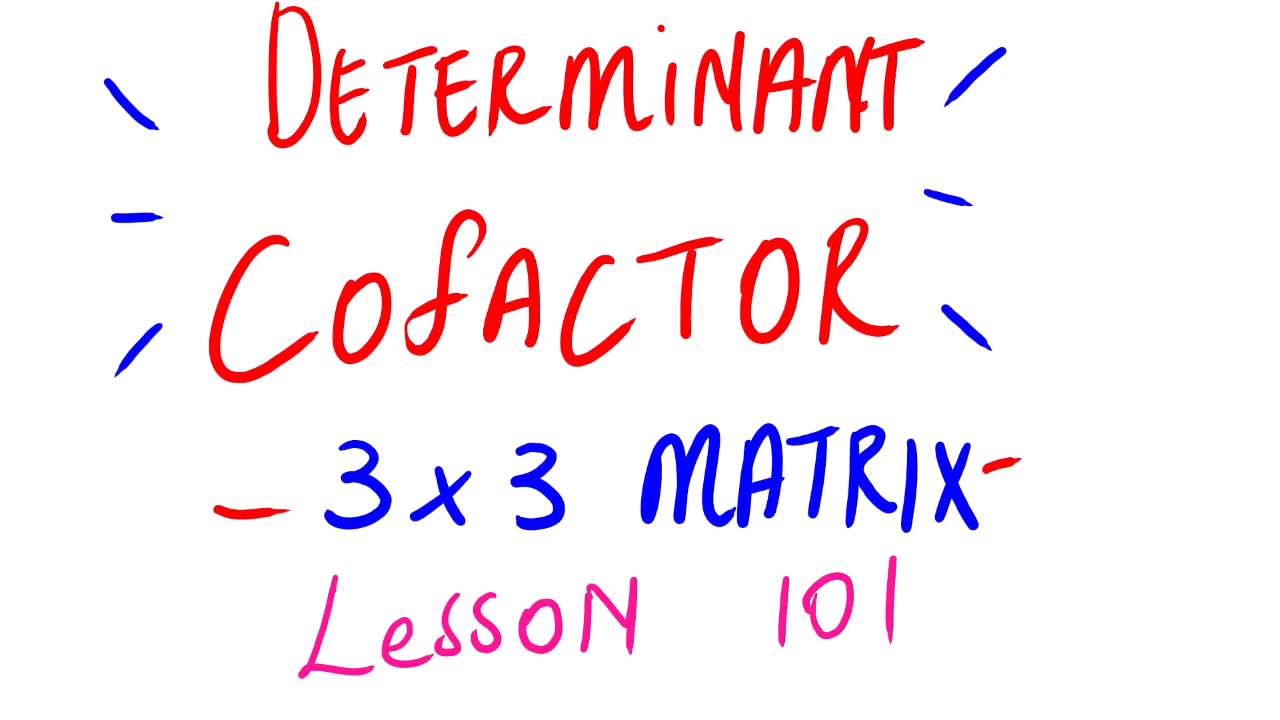 DETERMINANT
COFACTOR
- 3 x 3 MATRIX -
LESSON 101